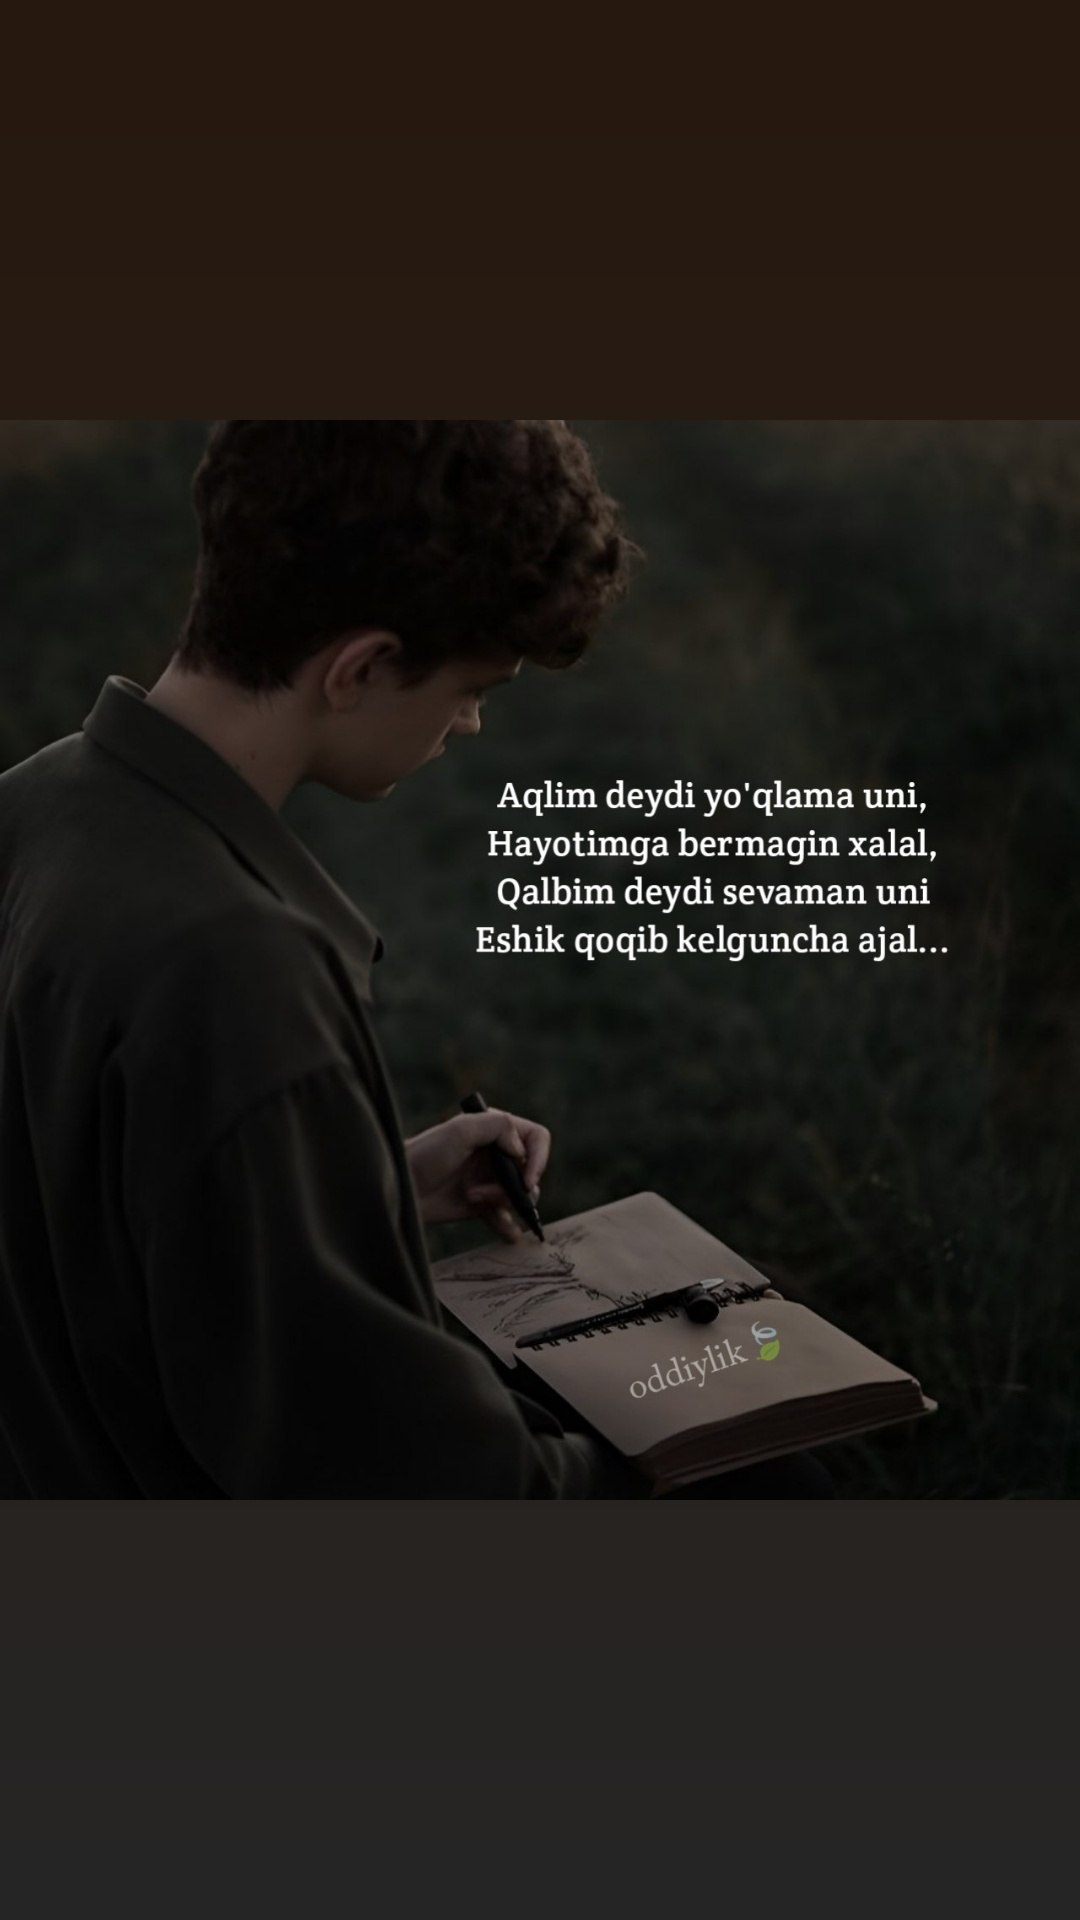 Aqlim deydi yo'qlama uni,
Hayotimga bermagin xalal,
Qalbim deydi sevaman uni
Eshik qoqib kelguncha ajal...
oddiylik